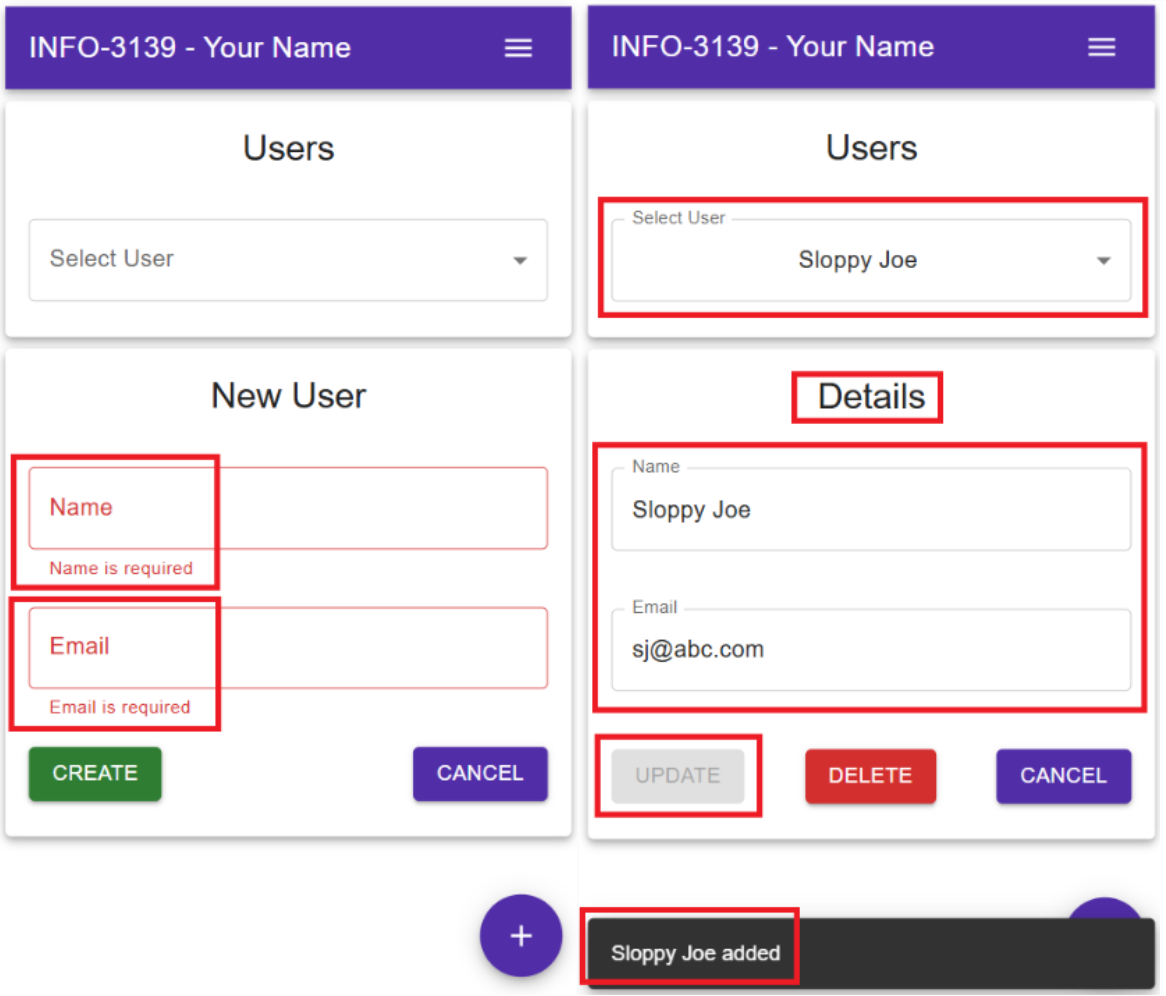 INFO-3139 - Your Name
Users
Select User
New User
Name
Name is required
Email
Email is required
CREATE
CANCEL
+
INFO-3139 - Your Name
Users
Select User
Sloppy Joe
Details
Name
Sloppy Joe
Email
sj@abc.com
UPDATE
DELETE
CANCEL
Sloppy Joe added